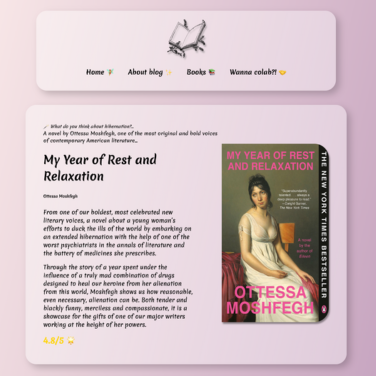 Home
About blog
Books
Wanna colab?!
What do you think about hibernation?..
A novel by Ottessa Moshfegh, one of the most original and bold voices
of contemporary American literature..
My Year of Rest and
Relaxation
Ottessa Moshfegh
From one of our boldest, most celebrated new
literary voices, a novel about a young woman's
efforts to duck the ills of the world by embarking on
an extended hibernation with the help of one of the
worst psychiatrists in the annals of literature and
the battery of medicines she prescribes.
Through the story of a year spent under the
influence of a truly mad combination of drugs
designed to heal our heroine from her alienation
from this world, Moshfegh shows us how reasonable,
even necessary, alienation can be. Both tender and
blackly funny, merciless and compassionate, it is a
showcase for the gifts of one of our major writers
working at the height of her powers.
MY YEAR OF REST
AND RELAXATION
a novel
by the
author of
Eileen
OTTESSA
MOSHFEGH
THE NEW YORK TIMES BESTSELLER